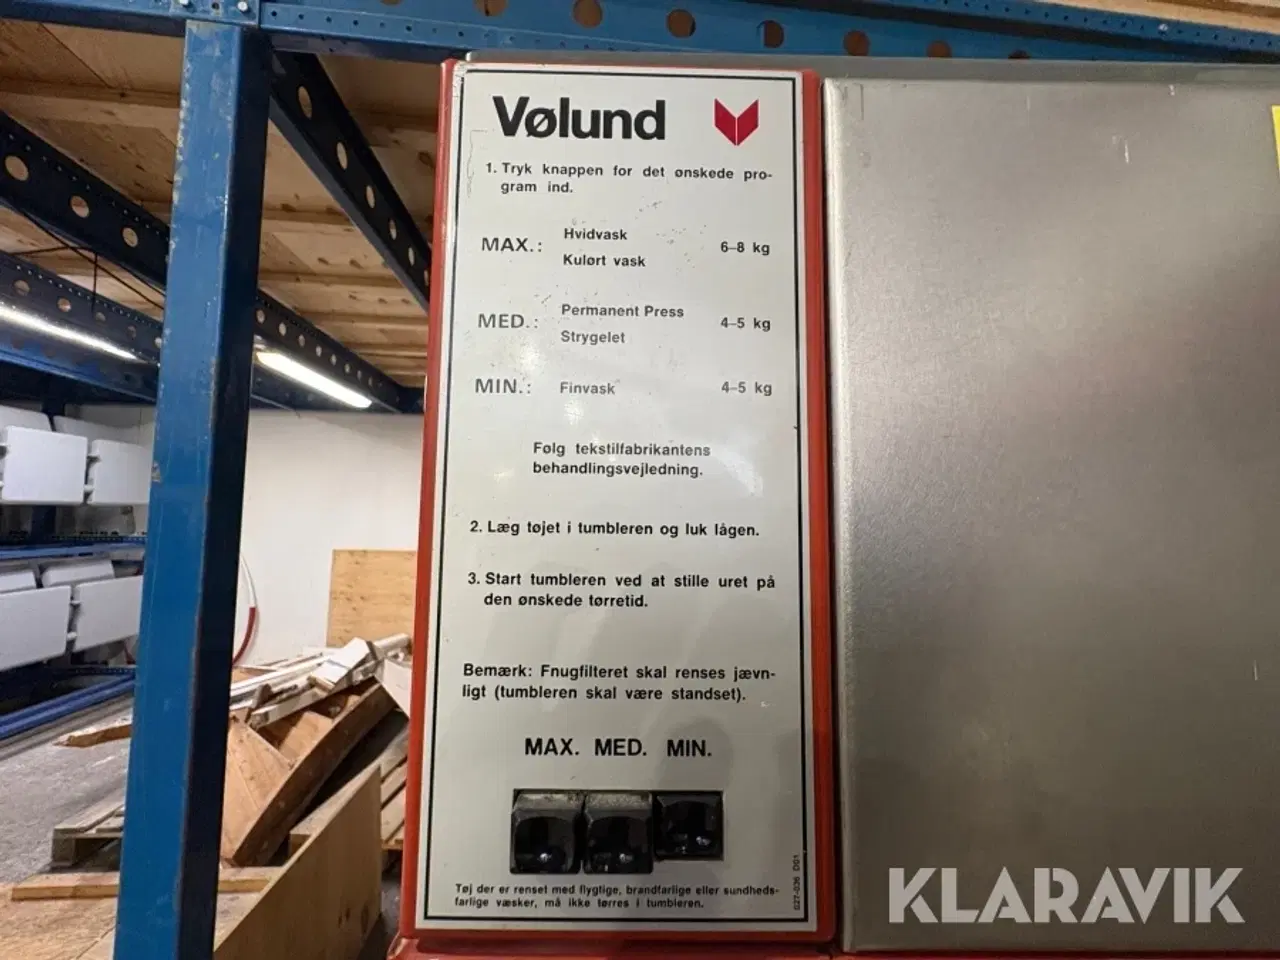 Vølund
1. Tryk knappen for det ønskede pro-
gram ind.
MAX.: Hvidvask
Kulørt vask
6–8 kg
MED.: Permanent Press
Strygelet
4–5 kg
MIN.: Finvask 4–5 kg
Følg tekstilfabrikantens
behandlingsvejledning.
2. Læg tøjet i tumbleren og luk lågen.
3. Start tumbleren ved at stille uret på
den ønskede tørretid.
Bemærk: Fnugfilteret skal renses jævn-
ligt (tumbleren skal være standset).
MAX. MED. MIN.
Tøj der er renset med flygtige, brandfarlige eller sundheds-
farlige væsker, må ikke tørres i tumbleren.
027-036 D01
KLARAVIK